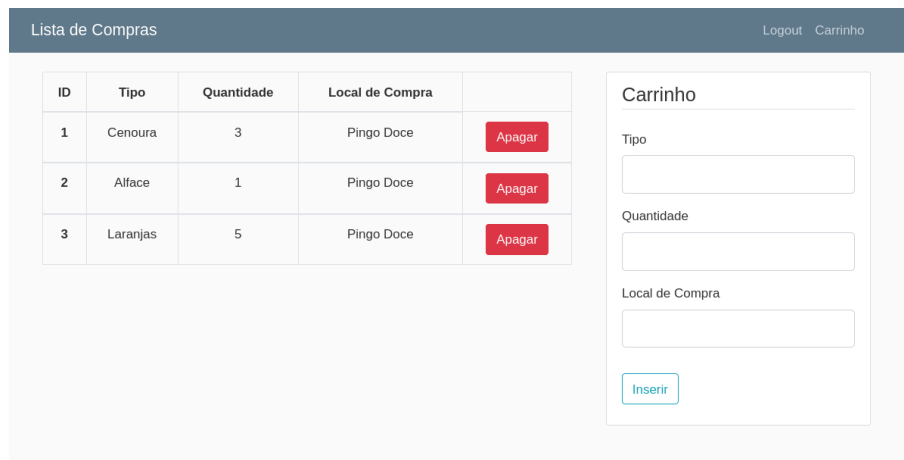 Lista de Compras
Logout Carrinho
ID Tipo Quantidade Local de Compra
1 Cenoura 3 Pingo Doce Apagar
2 Alface 1 Pingo Doce Apagar
3 Laranjas 5 Pingo Doce Apagar
Carrinho
Tipo
Quantidade
Local de Compra
Inserir